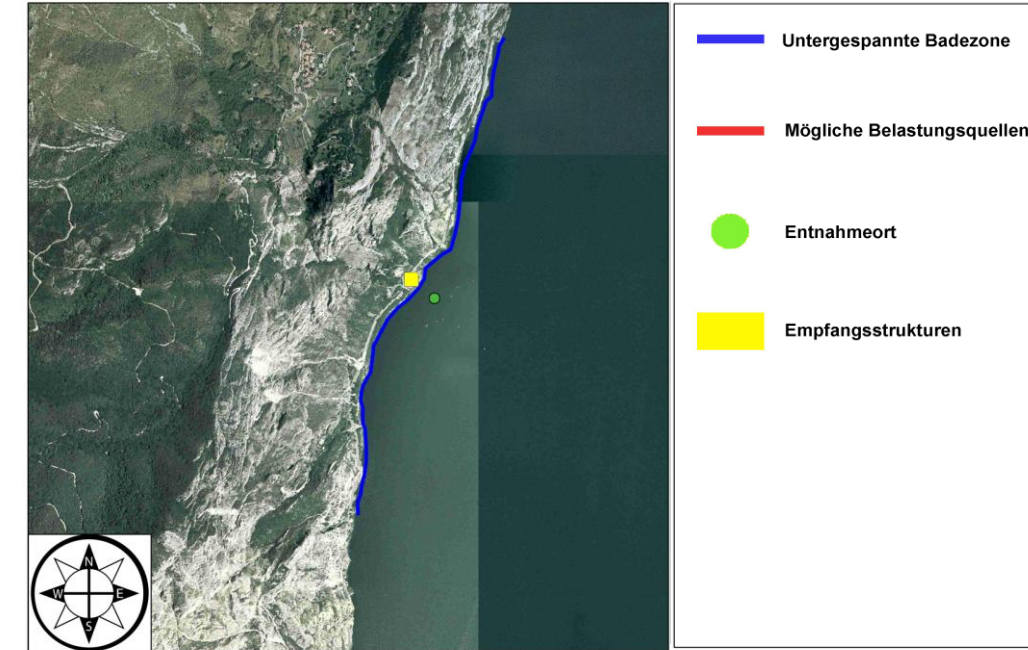 Untergespannte Badezone
Mögliche Belastungsquellen
Entnahmeort
Empfangsstrukturen
N
W E
S